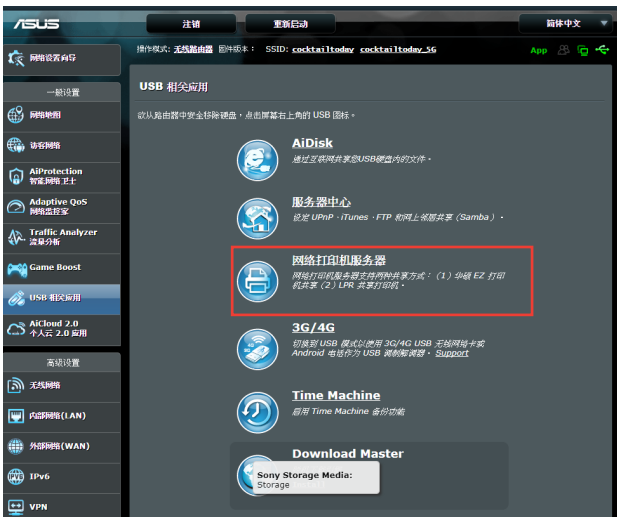 ASUS
注销
重新启动
简体中文
操作模式: 无线路由器 固件版本： SSID: cocktailtoday cocktailtoday_5G
App
网络设置向导
一般设置
网络地图
访客网络
AiProtection
智能网络卫士
Adaptive QoS
网络监控家
Traffic Analyzer
流量分析
Game Boost
USB 相关应用
AiCloud 2.0
个人云 2.0 应用
高级设置
无线网络
内部网络(LAN)
外部网络(WAN)
IPv6
VPN
USB 相关应用
欲从路由器中安全移除硬盘，点击屏幕右上角的 USB 图标。
AiDisk
通过互联网共享您USB硬盘内的文件。
服务器中心
设定 UPnP、iTunes、FTP 和网上邻居共享（Samba）。
网络打印机服务器
网络打印机服务器支持两种共享方式：（1）华硕 EZ 打印
机共享（2）LPR 共享打印机。
3G/4G
切换到 USB 模式以使用 3G/4G USB 无线网络卡或
Android 电话作为 USB 调制解调器。 Support
Time Machine
启用 Time Machine 备份功能
Download Master
Sony Storage Media:
Storage